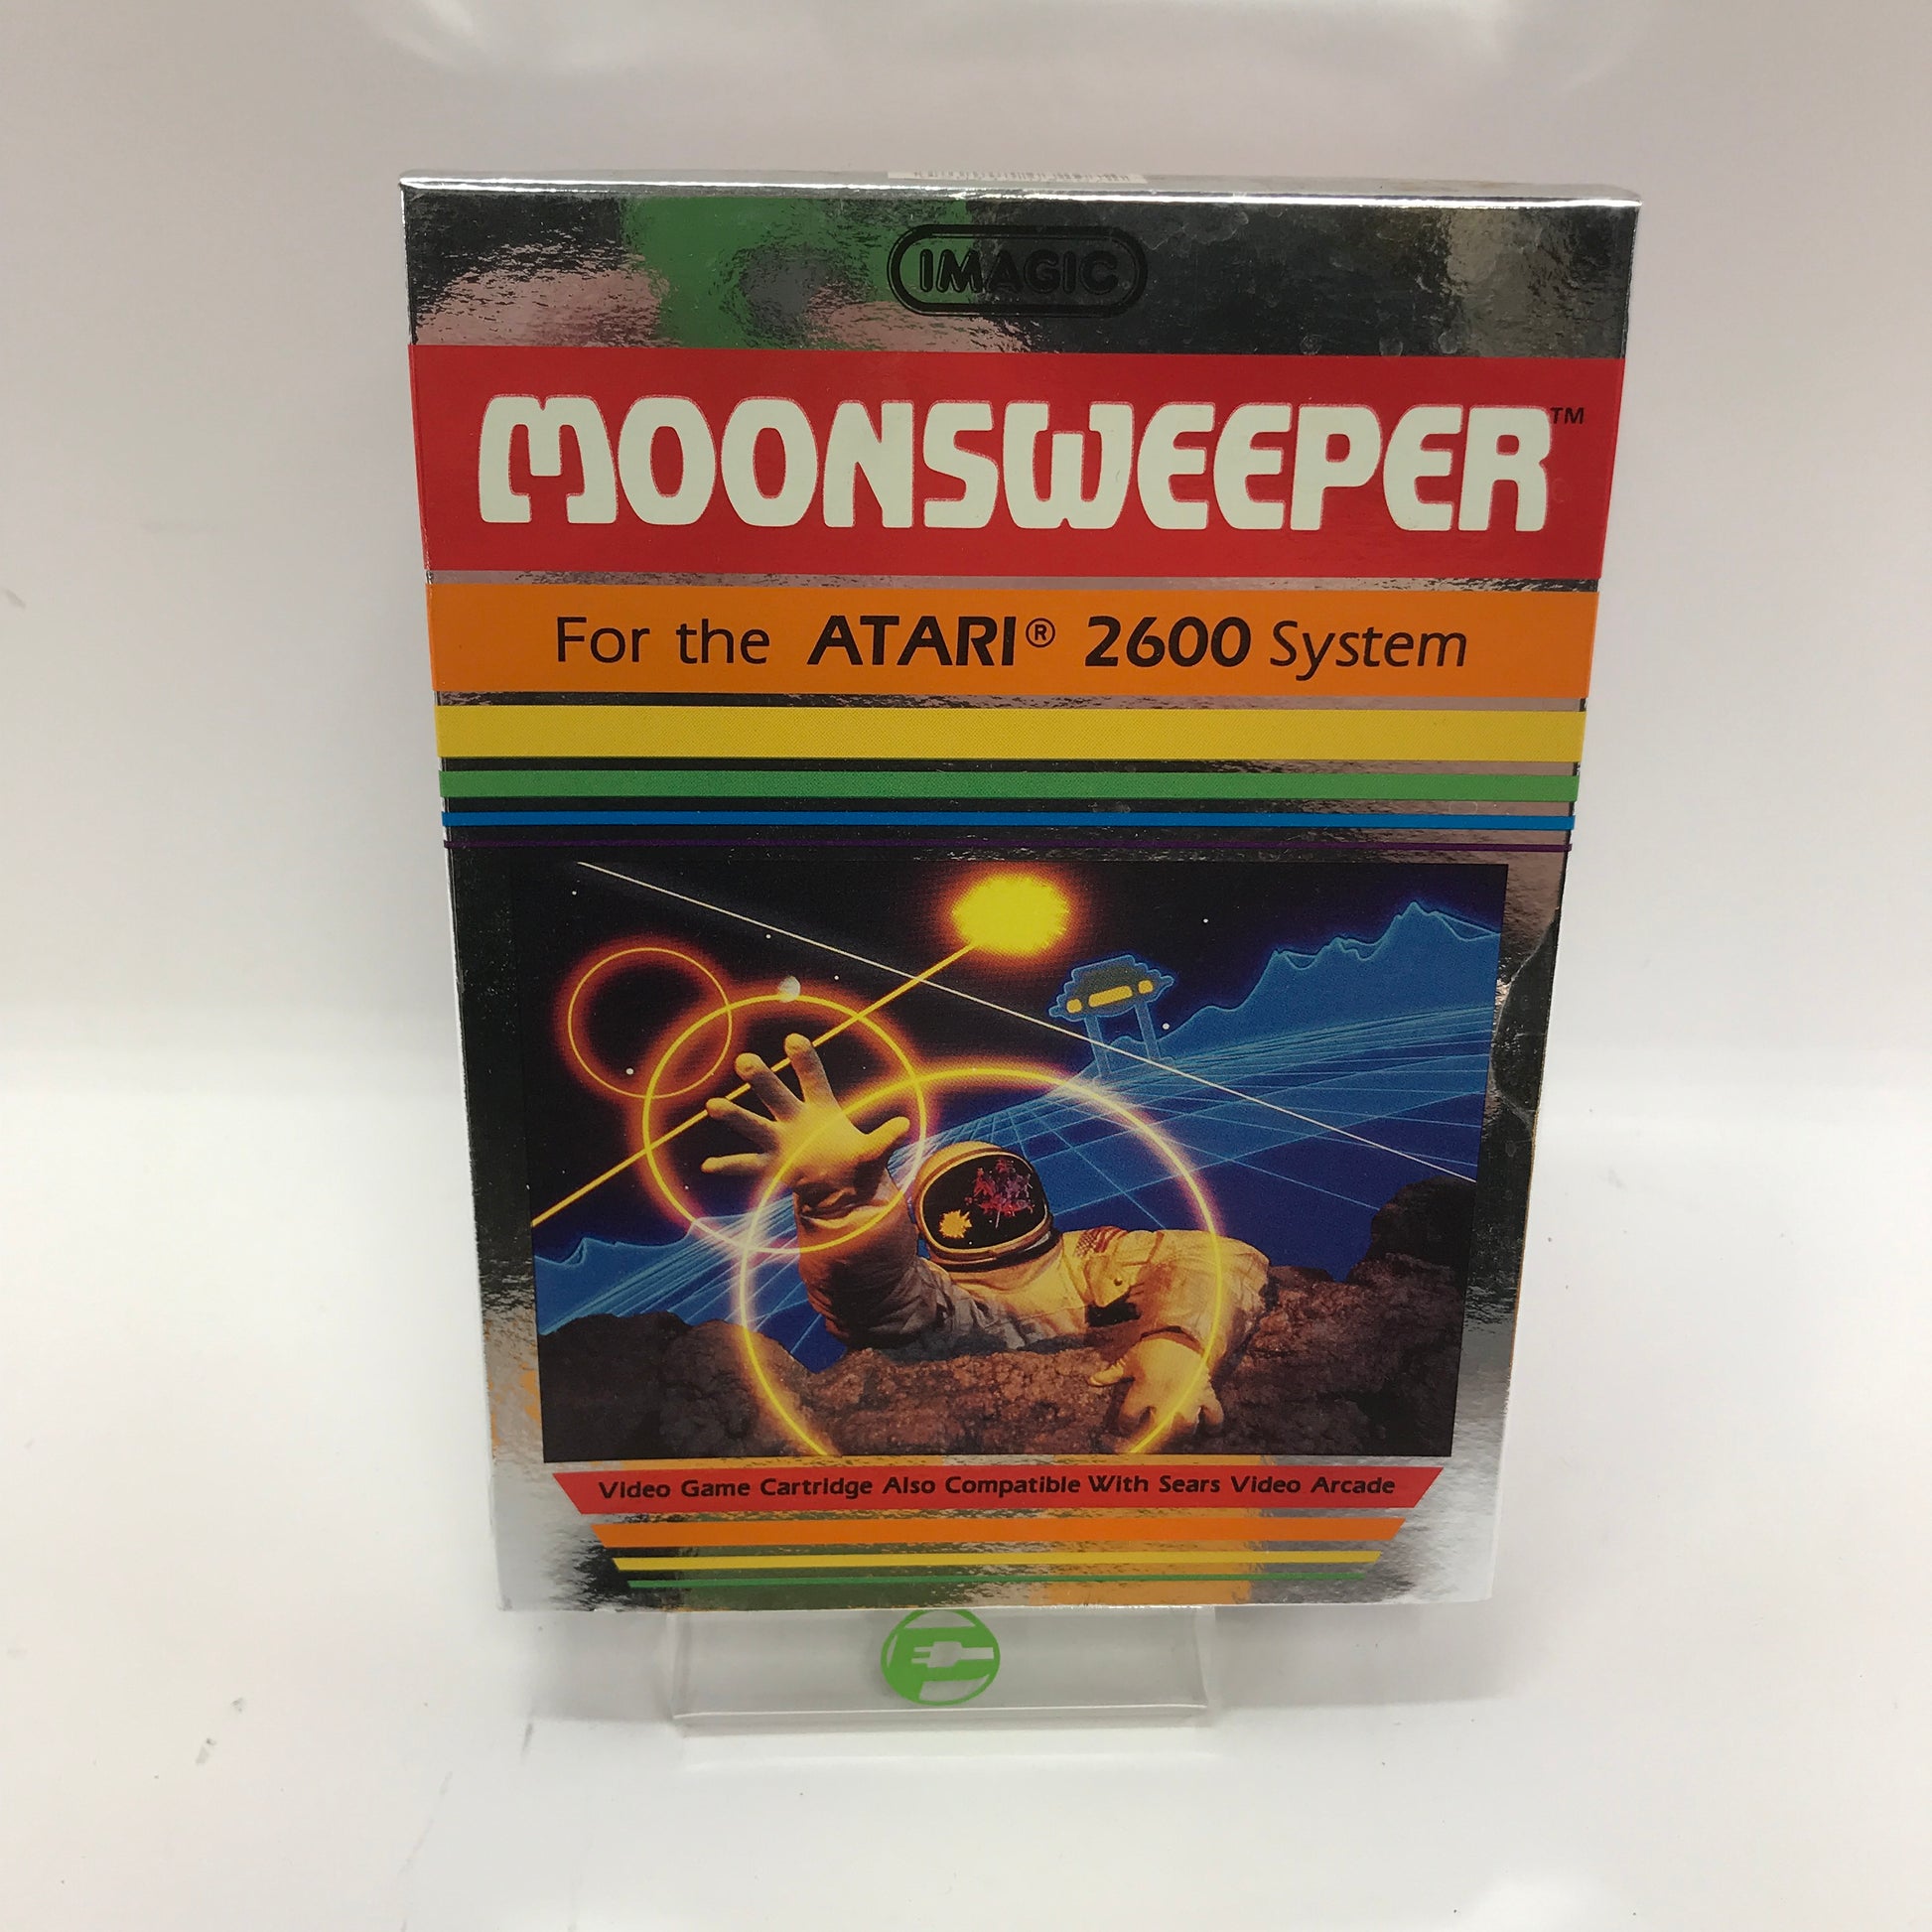 IMAGIC
MOONSWEEPER™
For the ATARI® 2600 System
Video Game Cartridge Also Compatible With Sears Video Arcade